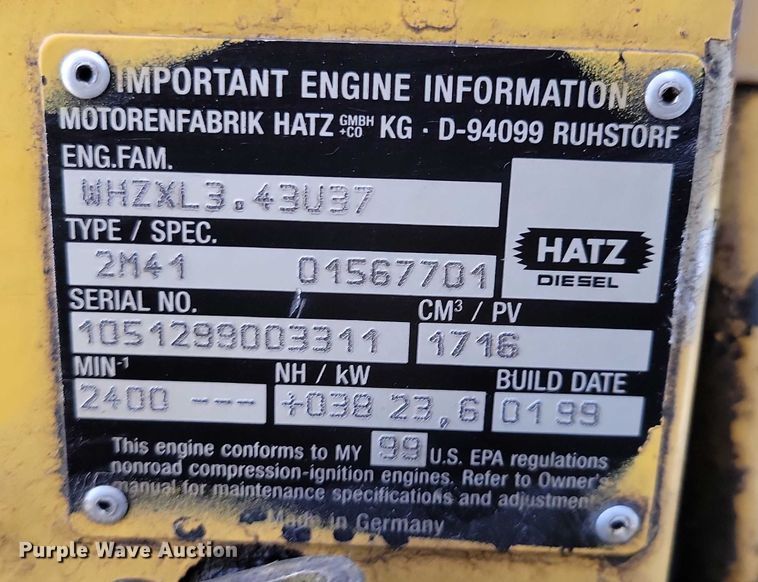 IMPORTANT ENGINE INFORMATION
MOTORENFABRIK HATZ GMBH +CO KG · D-94099 RUHSTORF
ENG.FAM.
WHZXL3.43U37
TYPE / SPEC.
2M41 01567701
HATZ
DIESEL
SERIAL NO. CM³ / PV
1051299003311 1716
MIN-1 NH / kW BUILD DATE
2400 --- +038 23,6 01 99
This engine conforms to MY 99 U.S. EPA regulations
nonroad compression-ignition engines. Refer to Owner's
manual for maintenance specifications and adjustment
Made in Germany
Purple Wave Auction